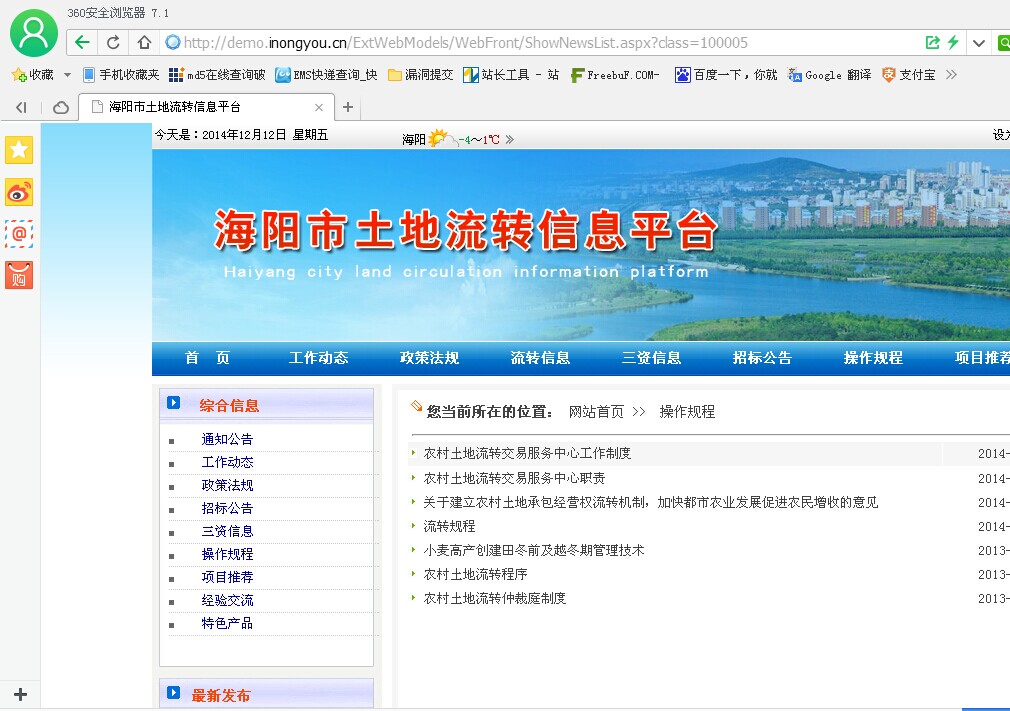 360安全浏览器 7.1
http://demo.inongyou.cn/ExtWebModels/WebFront/ShowNewsList.aspx?class=100005
收藏 手机收藏夹 md5在线查询破 EMS快递查询_快 漏洞提交 站长工具 - 站 FreebuF.COM- 百度一下，你就 Google 翻译 支付宝
海阳市土地流转信息平台
今天是：2014年12月12日 星期五 海阳 -4～1℃ 设为
海阳市土地流转信息平台
Haiyang city land circulation information platform
@
购
首 页 工作动态 政策法规 流转信息 三资信息 招标公告 操作规程 项目推荐
综合信息
通知公告
工作动态
政策法规
招标公告
三资信息
操作规程
项目推荐
经验交流
特色产品
最新发布
您当前所在的位置： 网站首页 >> 操作规程
农村土地流转交易服务中心工作制度 2014-
农村土地流转交易服务中心职责 2014-
关于建立农村土地承包经营权流转机制，加快都市农业发展促进农民增收的意见 2014-
流转规程 2014-
小麦高产创建田冬前及越冬期管理技术 2013-
农村土地流转程序 2013-
农村土地流转仲裁庭制度 2013-